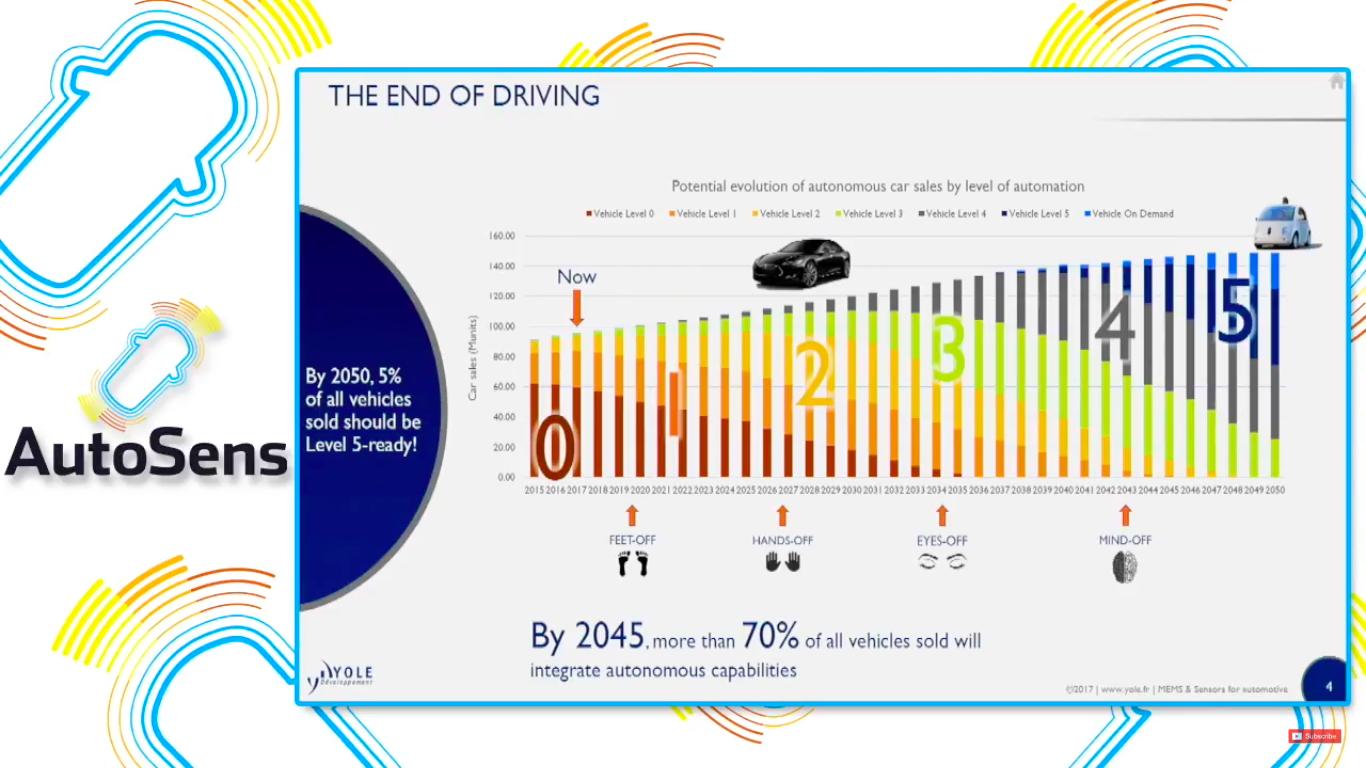 THE END OF DRIVING
Potential evolution of autonomous car sales by level of automation
Vehicle Level 0 Vehicle Level 1 Vehicle Level 2 Vehicle Level 3 Vehicle Level 4 Vehicle Level 5 Vehicle On Demand
160.00
140.00
120.00
100.00
80.00
60.00
40.00
20.00
0.00
Car sales (Munits)
Now
0
1
2
3
4
5
2015 2016 2017 2018 2019 2020 2021 2022 2023 2024 2025 2026 2027 2028 2029 2030 2031 2032 2033 2034 2035 2036 2037 2038 2039 2040 2041 2042 2043 2044 2045 2046 2047 2048 2049 2050
FEET-OFF HANDS-OFF EYES-OFF MIND-OFF
By 2050, 5%
of all vehicles
sold should be
Level 5-ready!
AutoSens
By 2045, more than 70% of all vehicles sold will
integrate autonomous capabilities
YOLE
Développement
©2017 | www.yole.fr | MEMS & Sensors for automotive
4
Subscribe